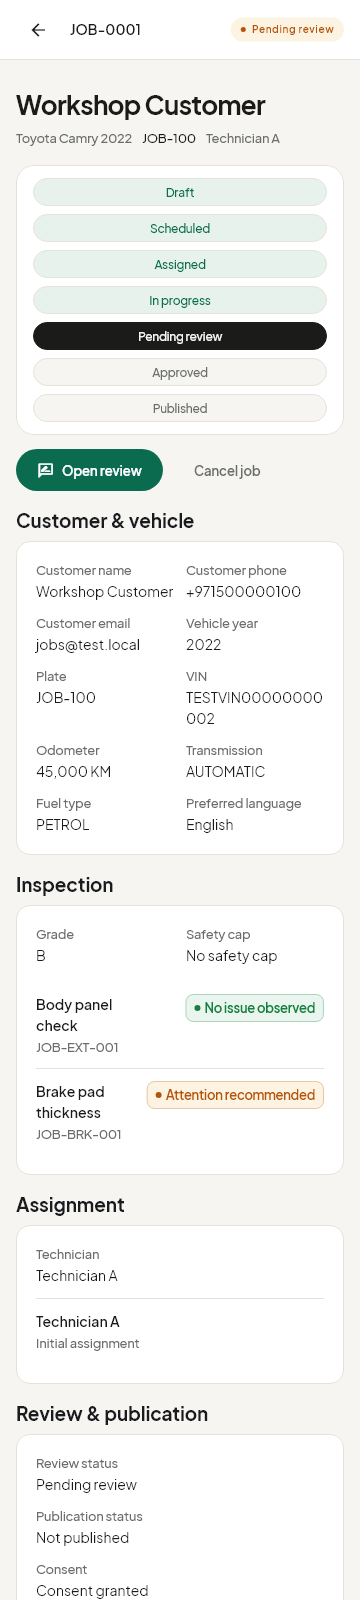 JOB-0001
Pending review
Workshop Customer
Toyota Camry 2022 JOB-100 Technician A
Draft
Scheduled
Assigned
In progress
Pending review
Approved
Published
Open review
Cancel job
Customer & vehicle
Customer name
Customer phone
Workshop Customer
+971500000100
Customer email
Vehicle year
jobs@test.local
2022
Plate
VIN
JOB-100
TESTVIN00000000
002
Odometer
Transmission
45,000 KM
AUTOMATIC
Fuel type
Preferred language
PETROL
English
Inspection
Grade
Safety cap
B
No safety cap
Body panel
check
No issue observed
JOB-EXT-001
Brake pad
thickness
Attention recommended
JOB-BRK-001
Assignment
Technician
Technician A
Technician A
Initial assignment
Review & publication
Review status
Pending review
Publication status
Not published
Consent
Consent granted